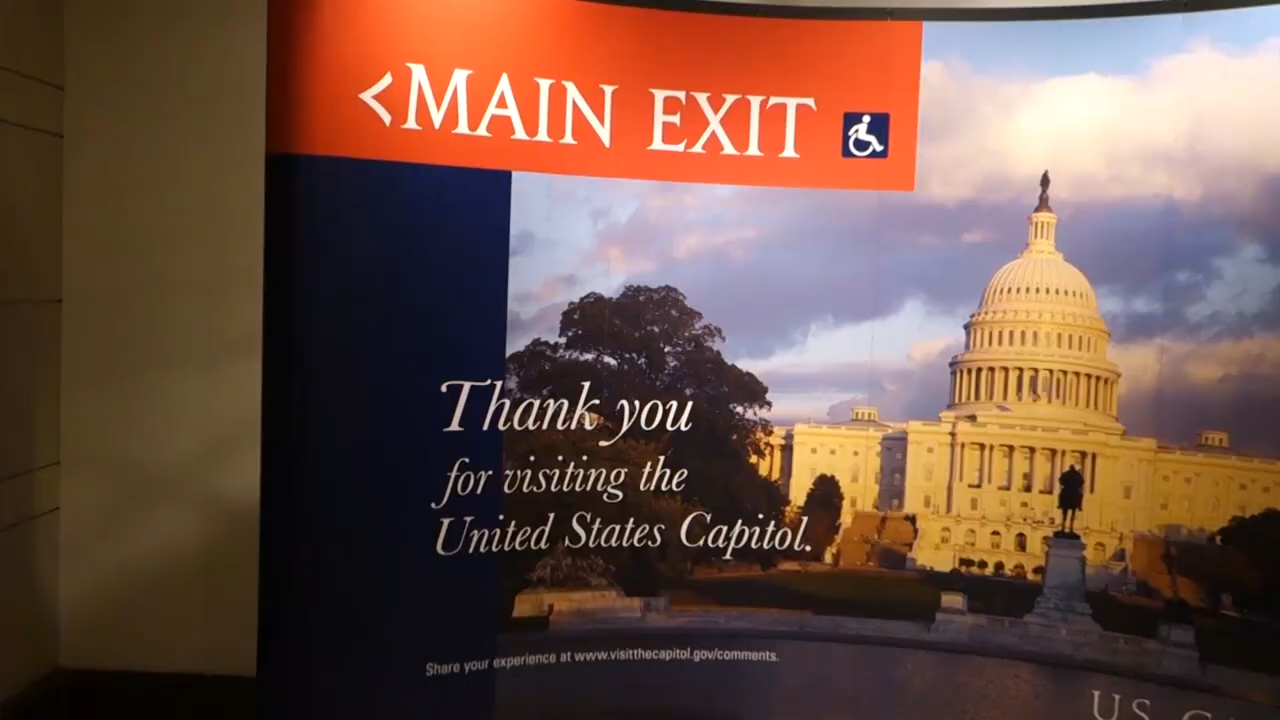 <MAIN EXIT
Thank you
for visiting the
United States Capitol.
Share your experience at www.visitthecapitol.gov/comments.
U.S.